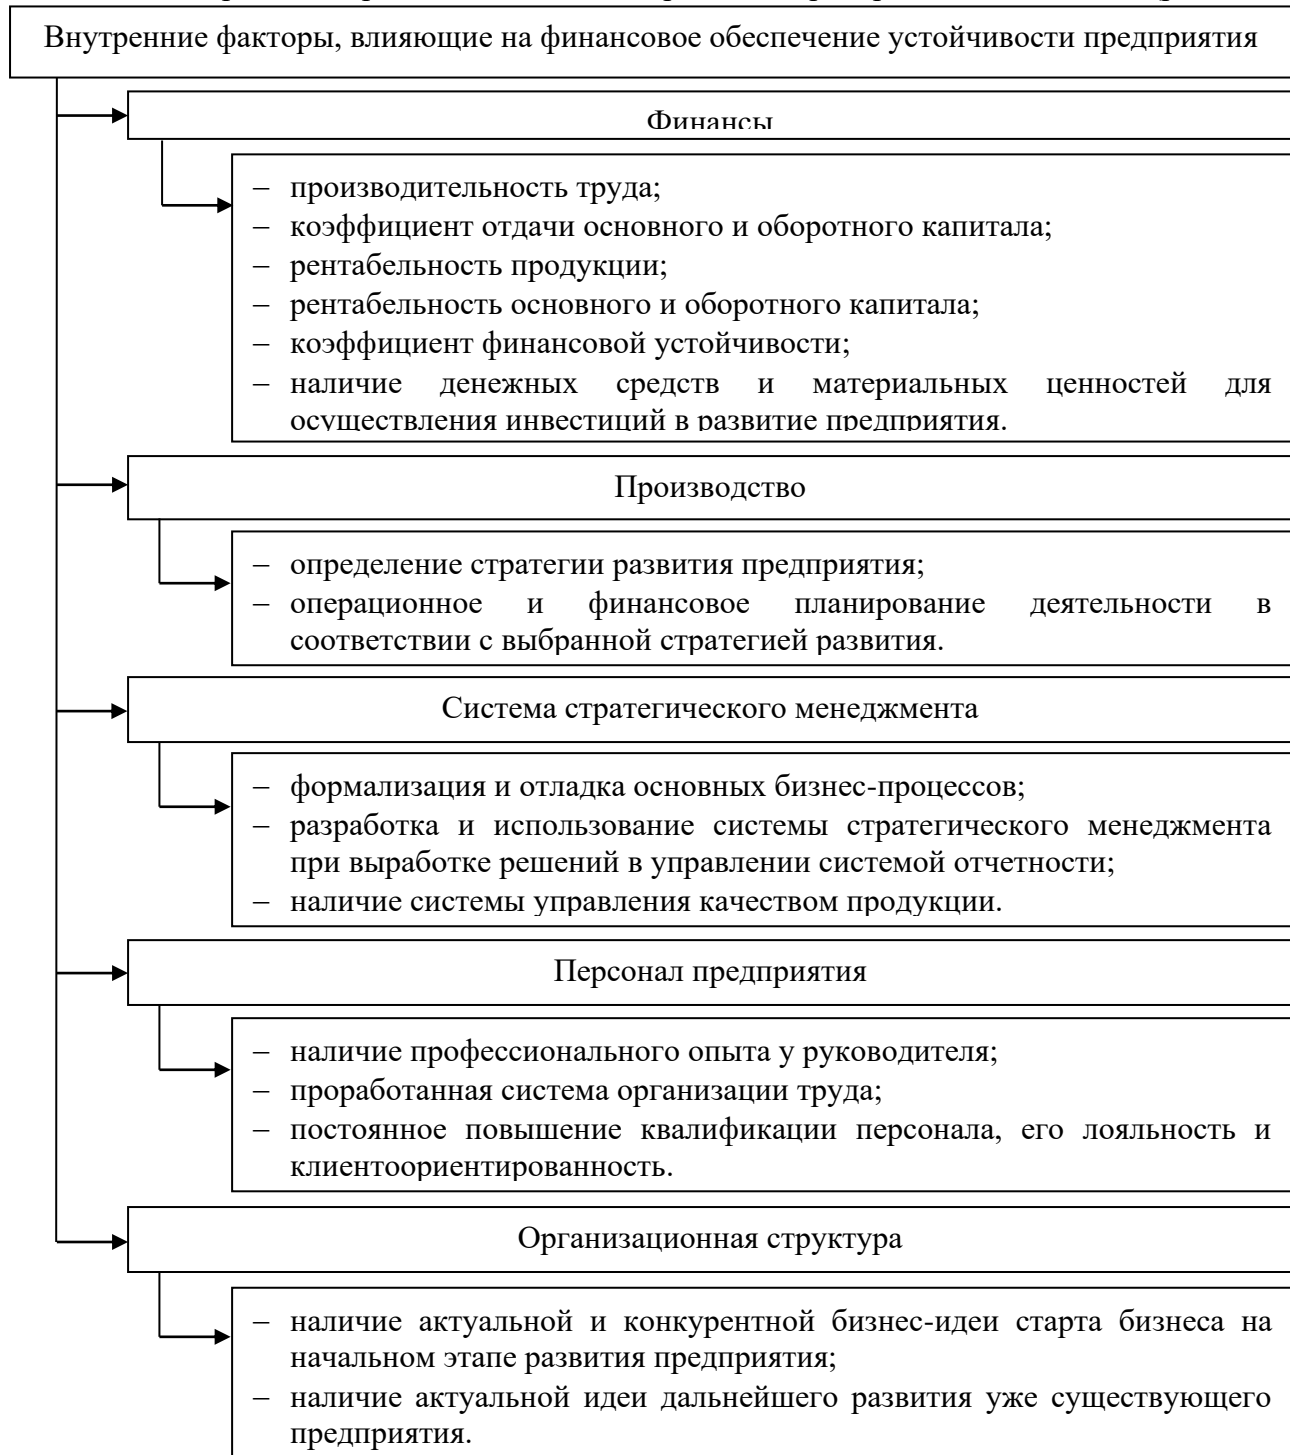 Внутренние факторы, влияющие на финансовое обеспечение устойчивости предприятия
Финансы
– производительность труда;
– коэффициент отдачи основного и оборотного капитала;
– рентабельность продукции;
– рентабельность основного и оборотного капитала;
– коэффициент финансовой устойчивости;
– наличие денежных средств и материальных ценностей для
осуществления инвестиций в развитие предприятия.
Производство
– определение стратегии развития предприятия;
– операционное и финансовое планирование деятельности в
соответствии с выбранной стратегией развития.
Система стратегического менеджмента
– формализация и отладка основных бизнес-процессов;
– разработка и использование системы стратегического менеджмента
при выработке решений в управлении системой отчетности;
– наличие системы управления качеством продукции.
Персонал предприятия
– наличие профессионального опыта у руководителя;
– проработанная система организации труда;
– постоянное повышение квалификации персонала, его лояльность и
клиентоориентированность.
Организационная структура
– наличие актуальной и конкурентной бизнес-идеи старта бизнеса на
начальном этапе развития предприятия;
– наличие актуальной идеи дальнейшего развития уже существующего
предприятия.